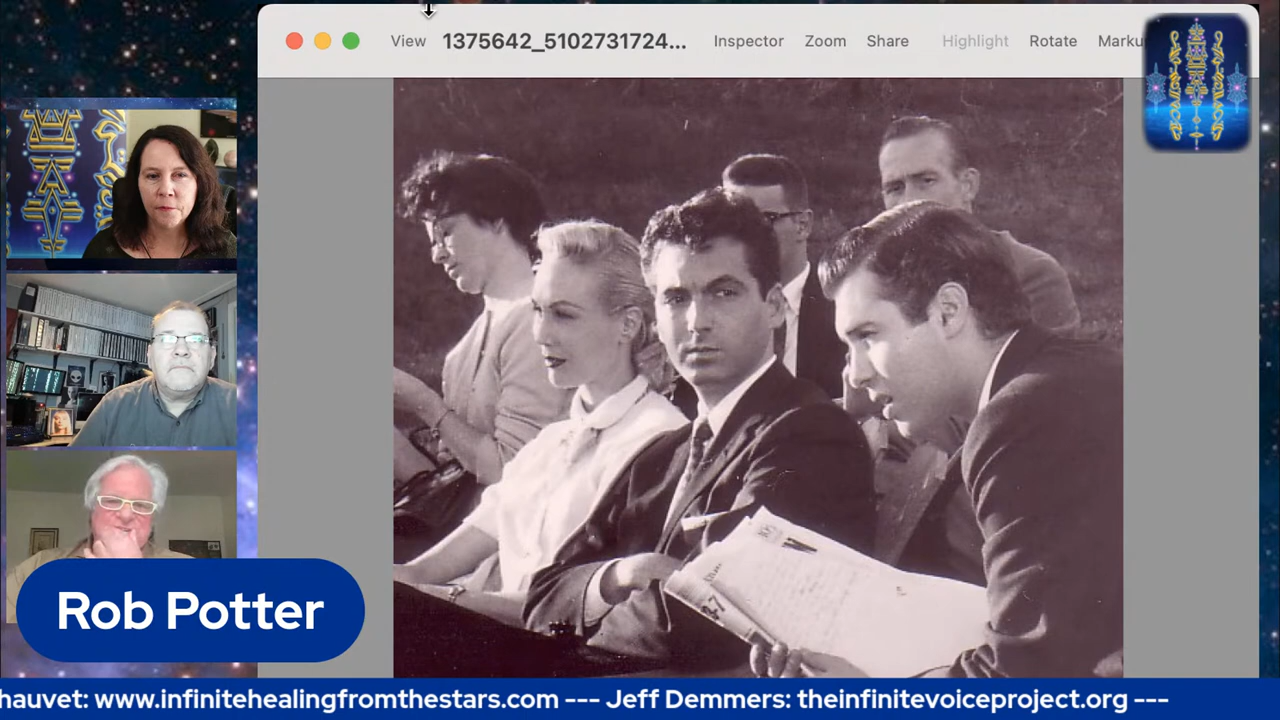 View 1375642_5102731724... Inspector Zoom Share Highlight Rotate Marku
Rob Potter
hauvet: www.infinitehealingfromthestars.com --- Jeff Demmers: theinfinitevoiceproject.org ---